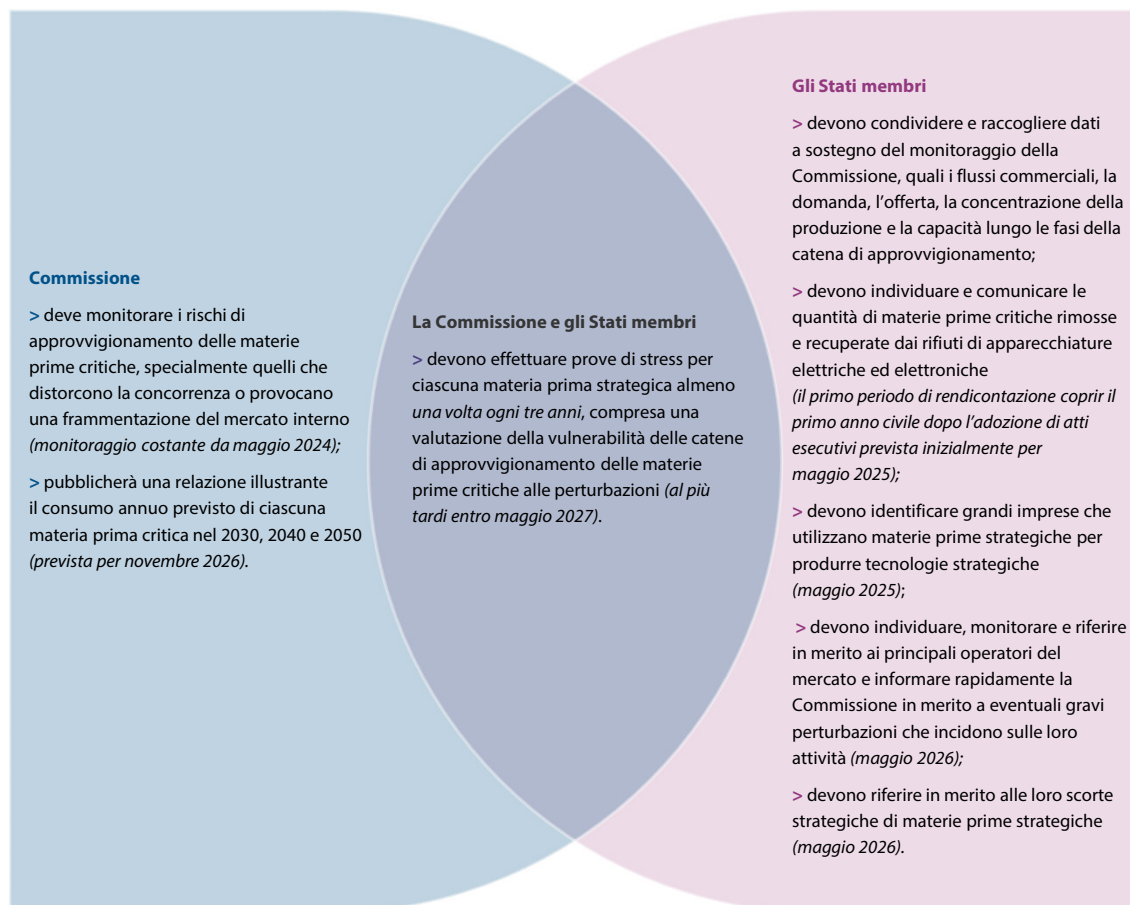 Commissione
> deve monitorare i rischi di
approvvigionamento delle materie
prime critiche, specialmente quelli che
distorcono la concorrenza o provocano
una frammentazione del mercato interno
(monitoraggio costante da maggio 2024);
> pubblicherà una relazione illustrante
il consumo annuo previsto di ciascuna
materia prima critica nel 2030, 2040 e 2050
(prevista per novembre 2026).
La Commissione e gli Stati membri
> devono effettuare prove di stress per
ciascuna materia prima strategica almeno
una volta ogni tre anni, compresa una
valutazione della vulnerabilità delle catene
di approvvigionamento delle materie
prime critiche alle perturbazioni (al più
tardi entro maggio 2027).
Gli Stati membri
> devono condividere e raccogliere dati
a sostegno del monitoraggio della
Commissione, quali i flussi commerciali, la
domanda, l'offerta, la concentrazione della
produzione e la capacità lungo le fasi della
catena di approvvigionamento;
> devono individuare e comunicare le
quantità di materie prime critiche rimosse
e recuperate dai rifiuti di apparecchiature
elettriche ed elettroniche
(il primo periodo di rendicontazione coprir il
primo anno civile dopo l'adozione di atti
esecutivi prevista inizialmente per
maggio 2025);
> devono identificare grandi imprese che
utilizzano materie prime strategiche per
produrre tecnologie strategiche
(maggio 2025);
> devono individuare, monitorare e riferire
in merito ai principali operatori del
mercato e informare rapidamente la
Commissione in merito a eventuali gravi
perturbazioni che incidono sulle loro
attività (maggio 2026);
> devono riferire in merito alle loro scorte
strategiche di materie prime strategiche
(maggio 2026).